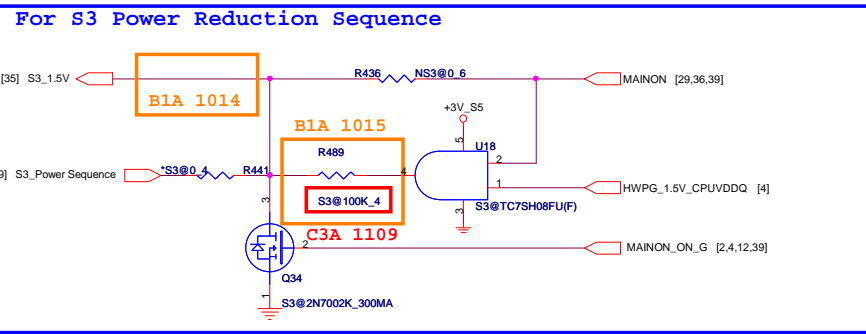 For S3 Power Reduction Sequence
[35] S3_1.5V
R436 NS3@0_6
MAINON [29,36,39]
B1A 1014
+3V_S5
B1A 1015
5
U18
R489
2
9] S3_Power Sequence
*S3@0_4
R441
4
1
HWPG_1.5V_CPUVDDQ [4]
S3@100K_4
3
3
S3@TC7SH08FU(F)
C3A 1109
2
MAINON_ON_G [2,4,12,39]
Q34
1
S3@2N7002K_300MA